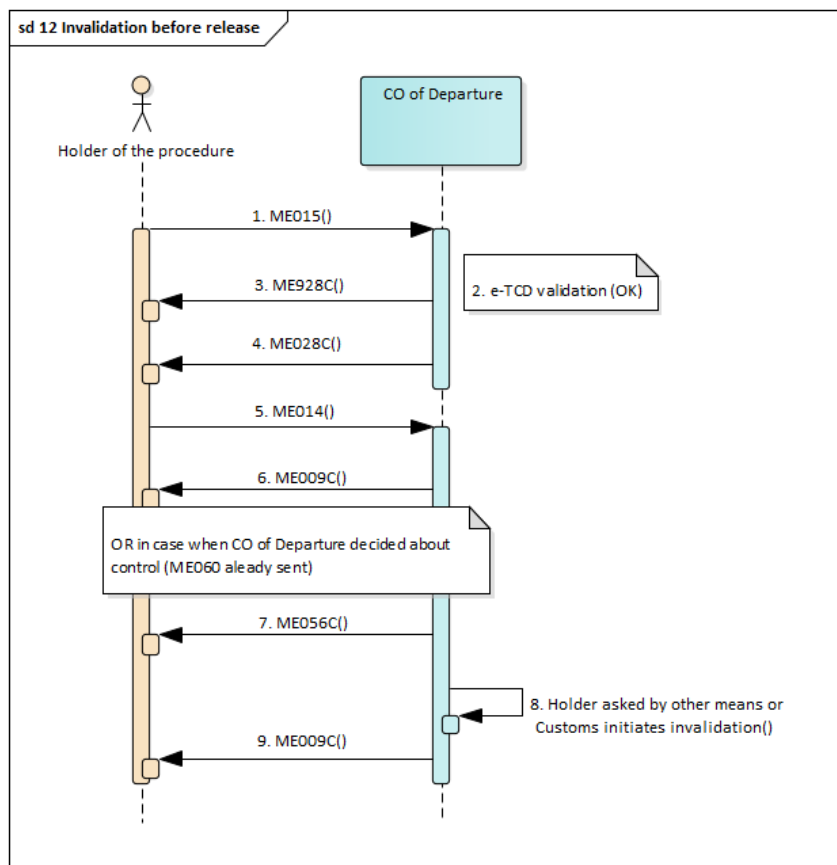 sd 12 Invalidation before release
CO of Departure
Holder of the procedure
1. ME015()
2. e-TCD validation (OK)
3. ME928C()
4. ME028C()
5. ME014()
6. ME009C()
OR in case when CO of Departure decided about
control (ME060 aleady sent)
7. ME056C()
8. Holder asked by other means or
Customs initiates invalidation()
9. ME009C()